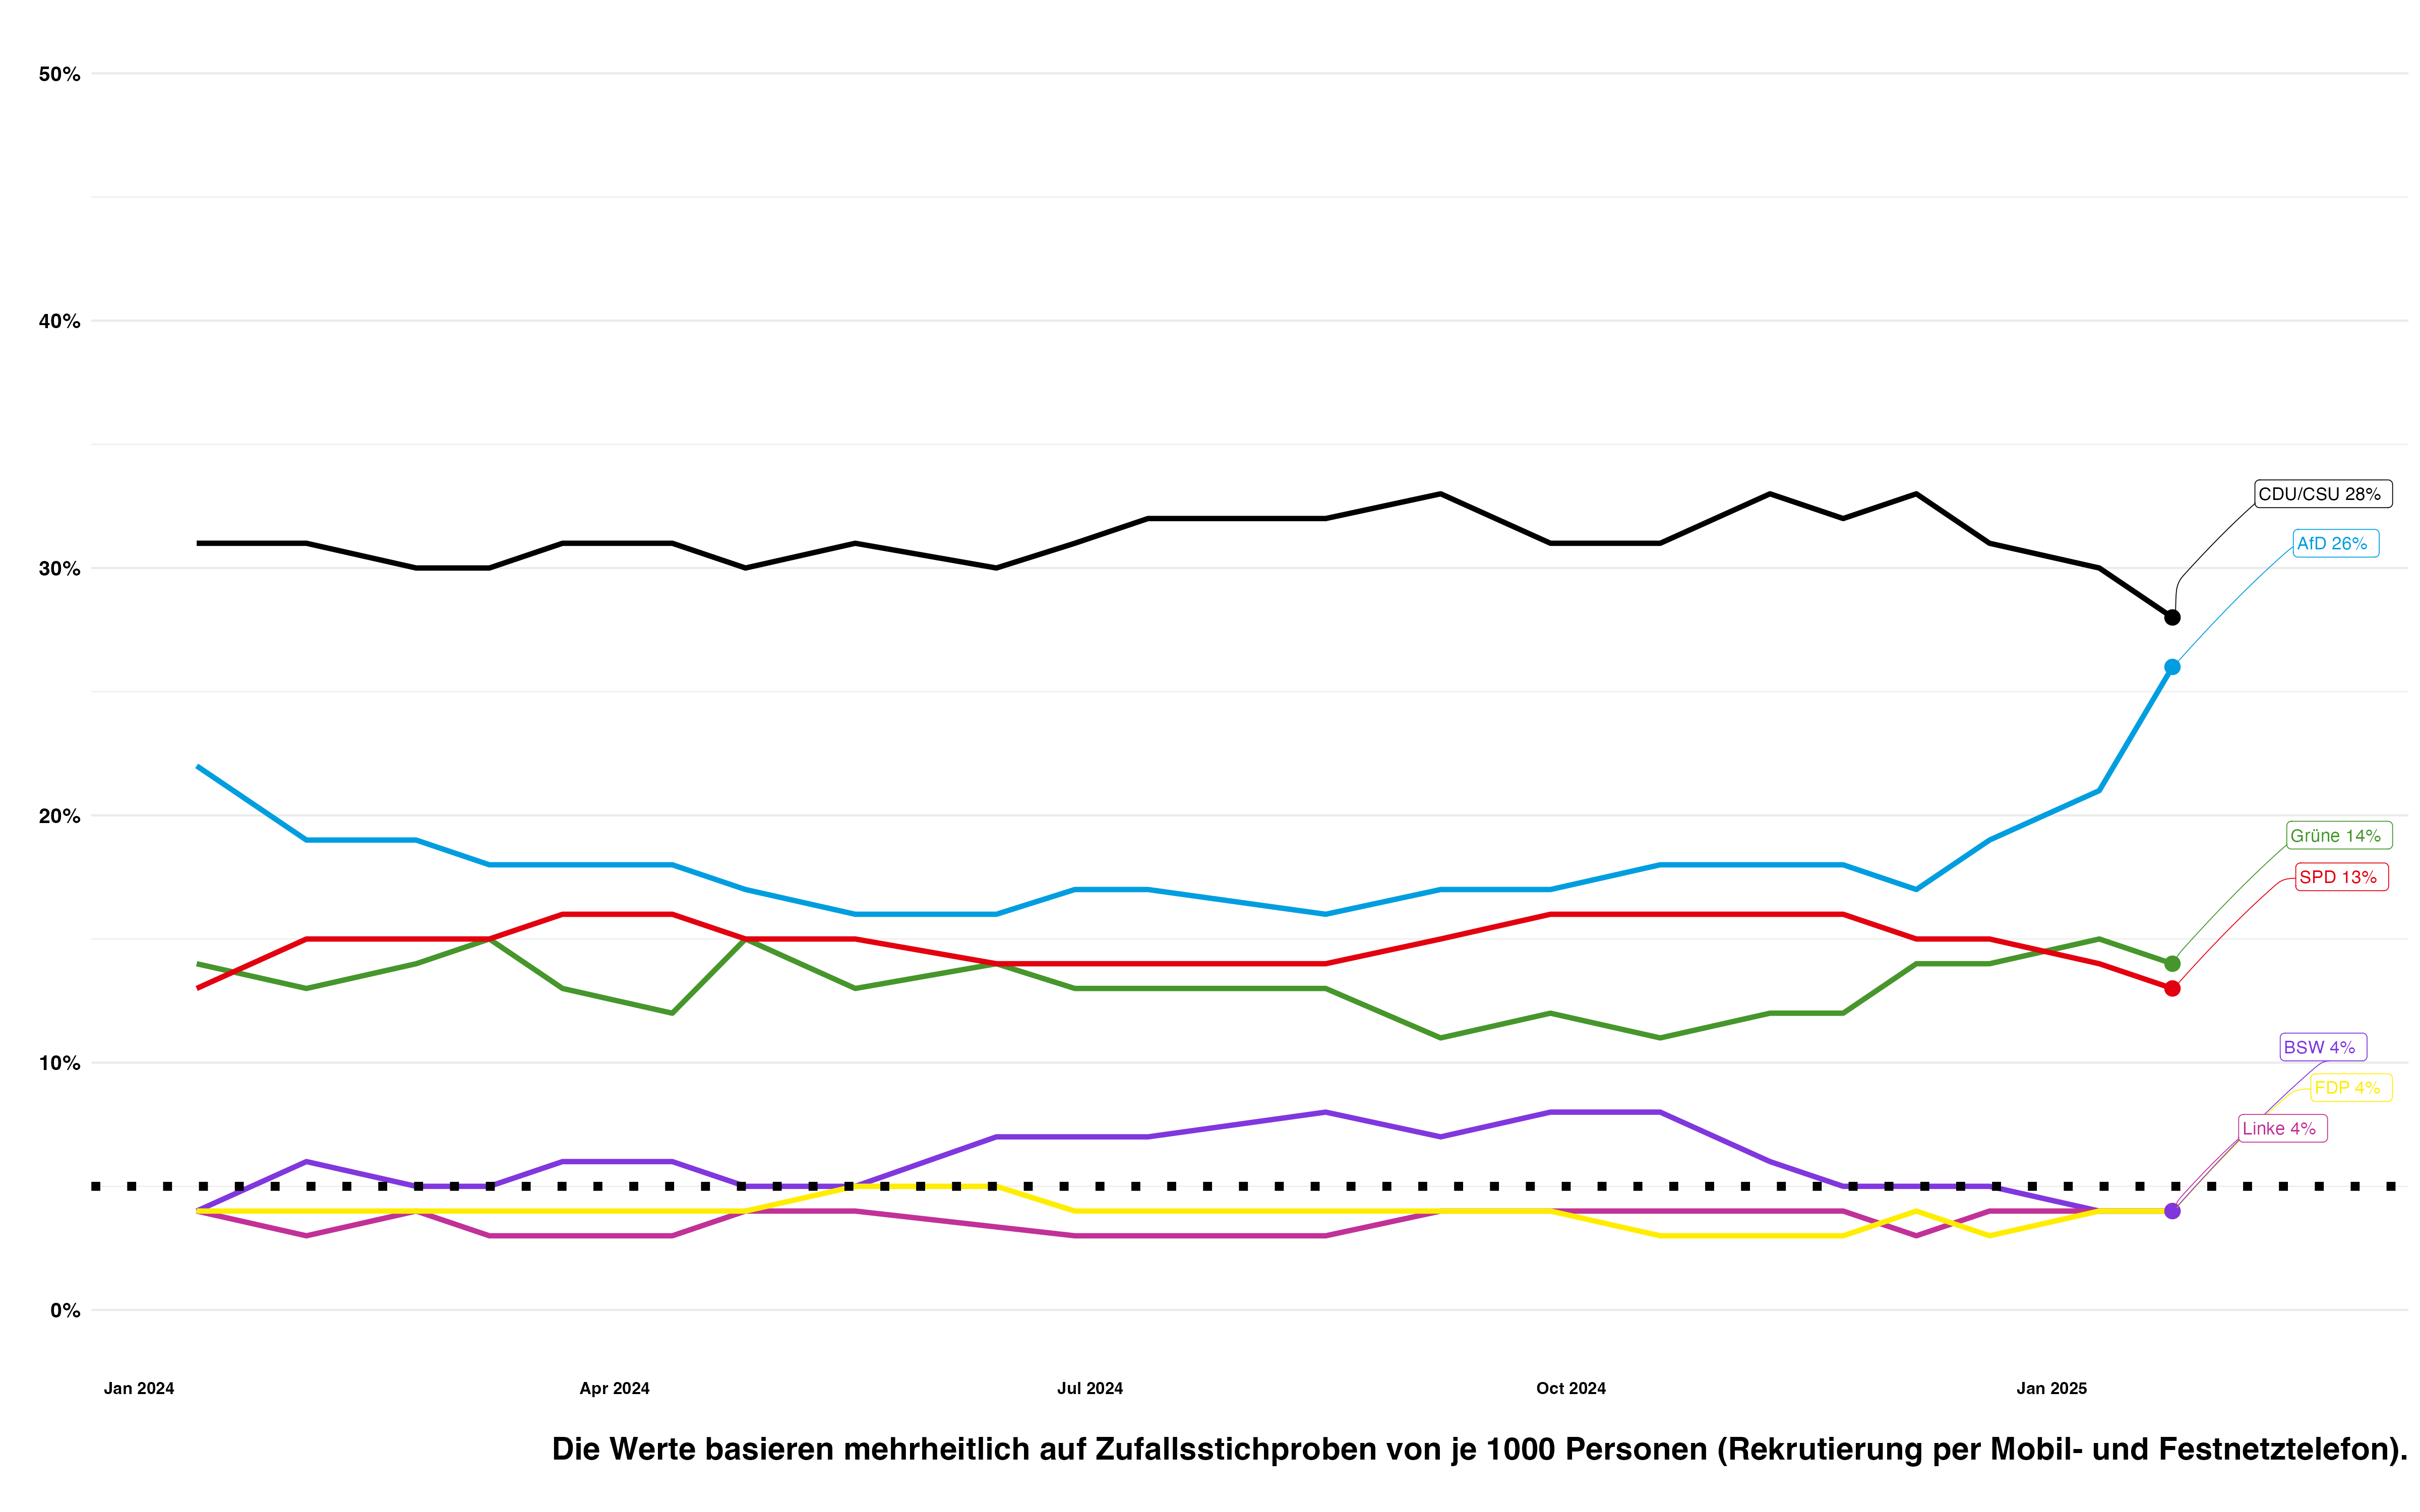 50%
40%
30%
20%
10%
0%
CDU/CSU 28%
AfD 26%
Grüne 14%
SPD 13%
BSW 4%
FDP 4%
Linke 4%
Jan 2024
Apr 2024
Jul 2024
Oct 2024
Jan 2025
Die Werte basieren mehrheitlich auf Zufallsstichproben von je 1000 Personen (Rekrutierung per Mobil- und Festnetztelefon).